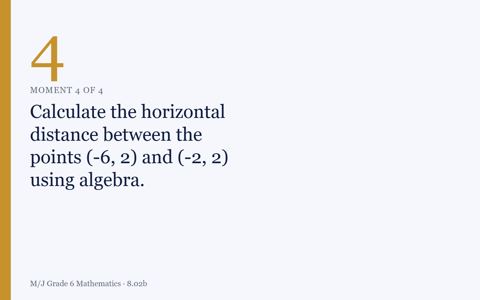 4
MOMENT 4 OF 4
Calculate the horizontal
distance between the
points (-6, 2) and (-2, 2)
using algebra.
M/J Grade 6 Mathematics · 8.02b